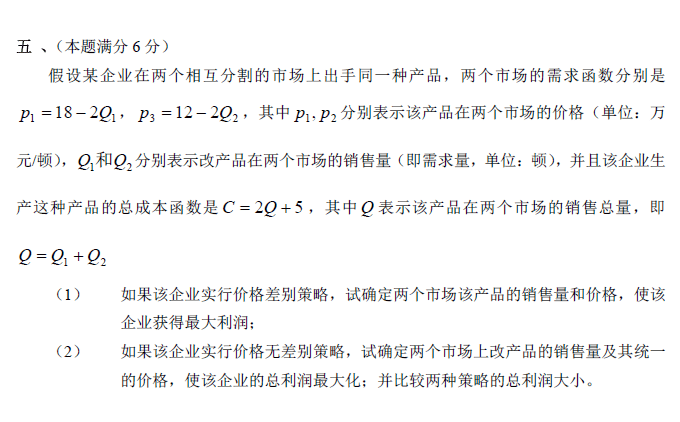 五 、（本题满分 6 分）
假设某企业在两个相互分割的市场上出手同一种产品，两个市场的需求函数分别是
p₁ = 18 − 2Q₁，p₃ = 12 − 2Q₂，其中 p₁, p₂ 分别表示该产品在两个市场的价格（单位：万
元/顿），Q₁和Q₂ 分别表示改产品在两个市场的销售量（即需求量，单位：顿），并且该企业生
产这种产品的总成本函数是 C = 2Q + 5，其中 Q 表示该产品在两个市场的销售总量，即
Q = Q₁ + Q₂
（1） 如果该企业实行价格差别策略，试确定两个市场该产品的销售量和价格，使该
企业获得最大利润；
（2） 如果该企业实行价格无差别策略，试确定两个市场上改产品的销售量及其统一
的价格，使该企业的总利润最大化；并比较两种策略的总利润大小。